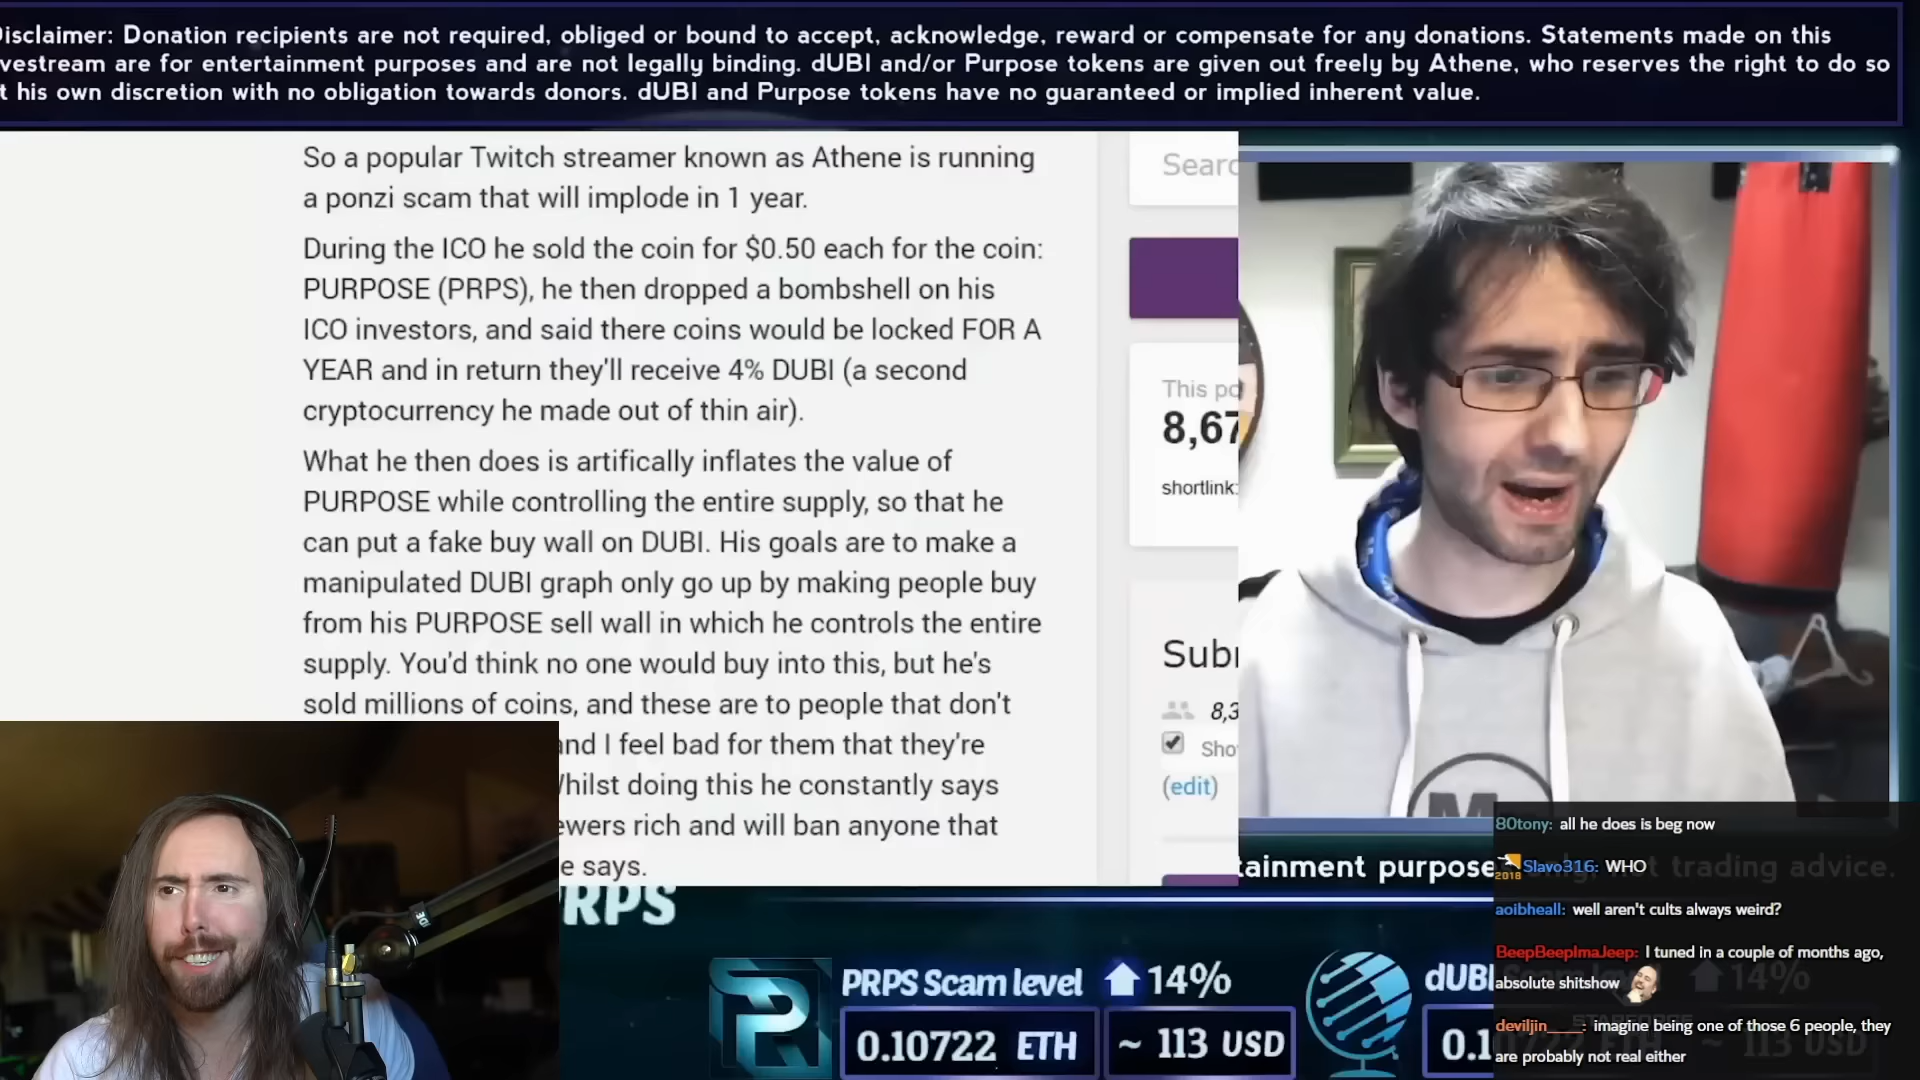 isclaimer: Donation recipients are not required, obliged or bound to accept, acknowledge, reward or compensate for any donations. Statements made on this
vestream are for entertainment purposes and are not legally binding. dUBI and/or Purpose tokens are given out freely by Athene, who reserves the right to do so
t his own discretion with no obligation towards donors. dUBI and Purpose tokens have no guaranteed or implied inherent value.
So a popular Twitch streamer known as Athene is running
a ponzi scam that will implode in 1 year.
During the ICO he sold the coin for $0.50 each for the coin:
PURPOSE (PRPS), he then dropped a bombshell on his
ICO investors, and said there coins would be locked FOR A
YEAR and in return they'll receive 4% DUBI (a second
cryptocurrency he made out of thin air).
What he then does is artifically inflates the value of
PURPOSE while controlling the entire supply, so that he
can put a fake buy wall on DUBI. His goals are to make a
manipulated DUBI graph only go up by making people buy
from his PURPOSE sell wall in which he controls the entire
supply. You'd think no one would buy into this, but he's
sold millions of coins, and these are to people that don't
and I feel bad for them that they're
hilst doing this he constantly says
ewers rich and will ban anyone that
e says.
Searc
This po
8,67
shortlink:
Subr
8,3
Sho
(edit)
M
tainment purpose
not trading advice.
PRPS
PRPS Scam level
14%
0.10722 ETH
~ 113 USD
dUBI
14%
0.10722 ETH
~ 113 USD
80tony: all he does is beg now
2018 Slavo316: WHO
aoibheall: well aren't cults always weird?
BeepBeepImaJeep: I tuned in a couple of months ago,
absolute shitshow
deviljin____: imagine being one of those 6 people, they
are probably not real either